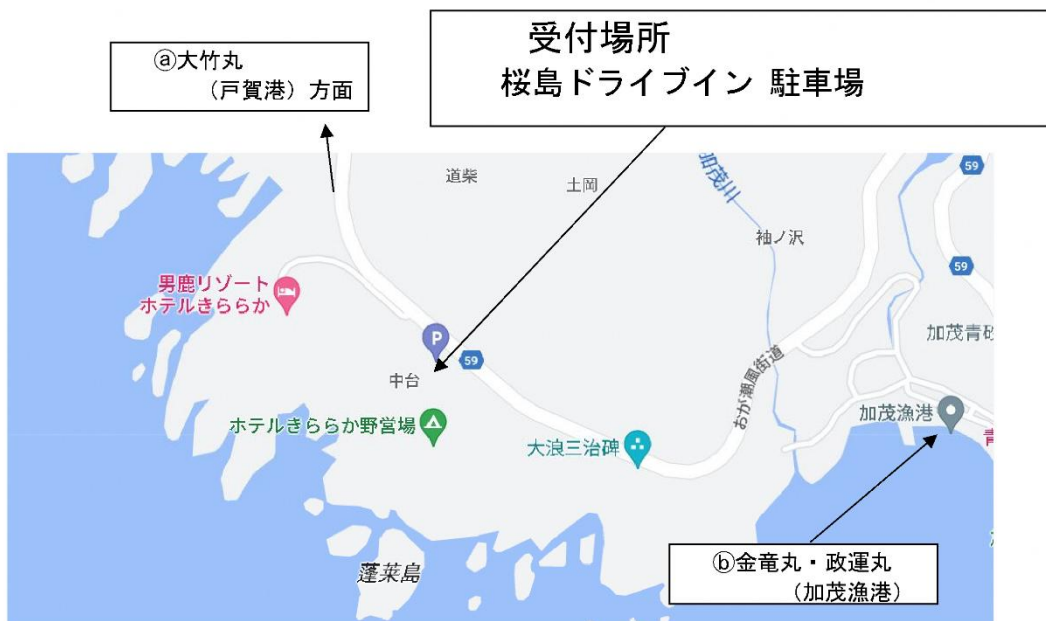 受付場所
桜島ドライブイン 駐車場
ⓐ大竹丸
(戸賀港)方面
道柴
土岡
加茂川
59
袖ノ沢
59
男鹿リゾート
ホテルきららか
P
59
加茂青砂
中台
おが潮風街道
加茂漁港
ホテルきららか野営場
大浪三治碑
青
ⓑ金竜丸・政運丸
(加茂漁港)
蓬莱島